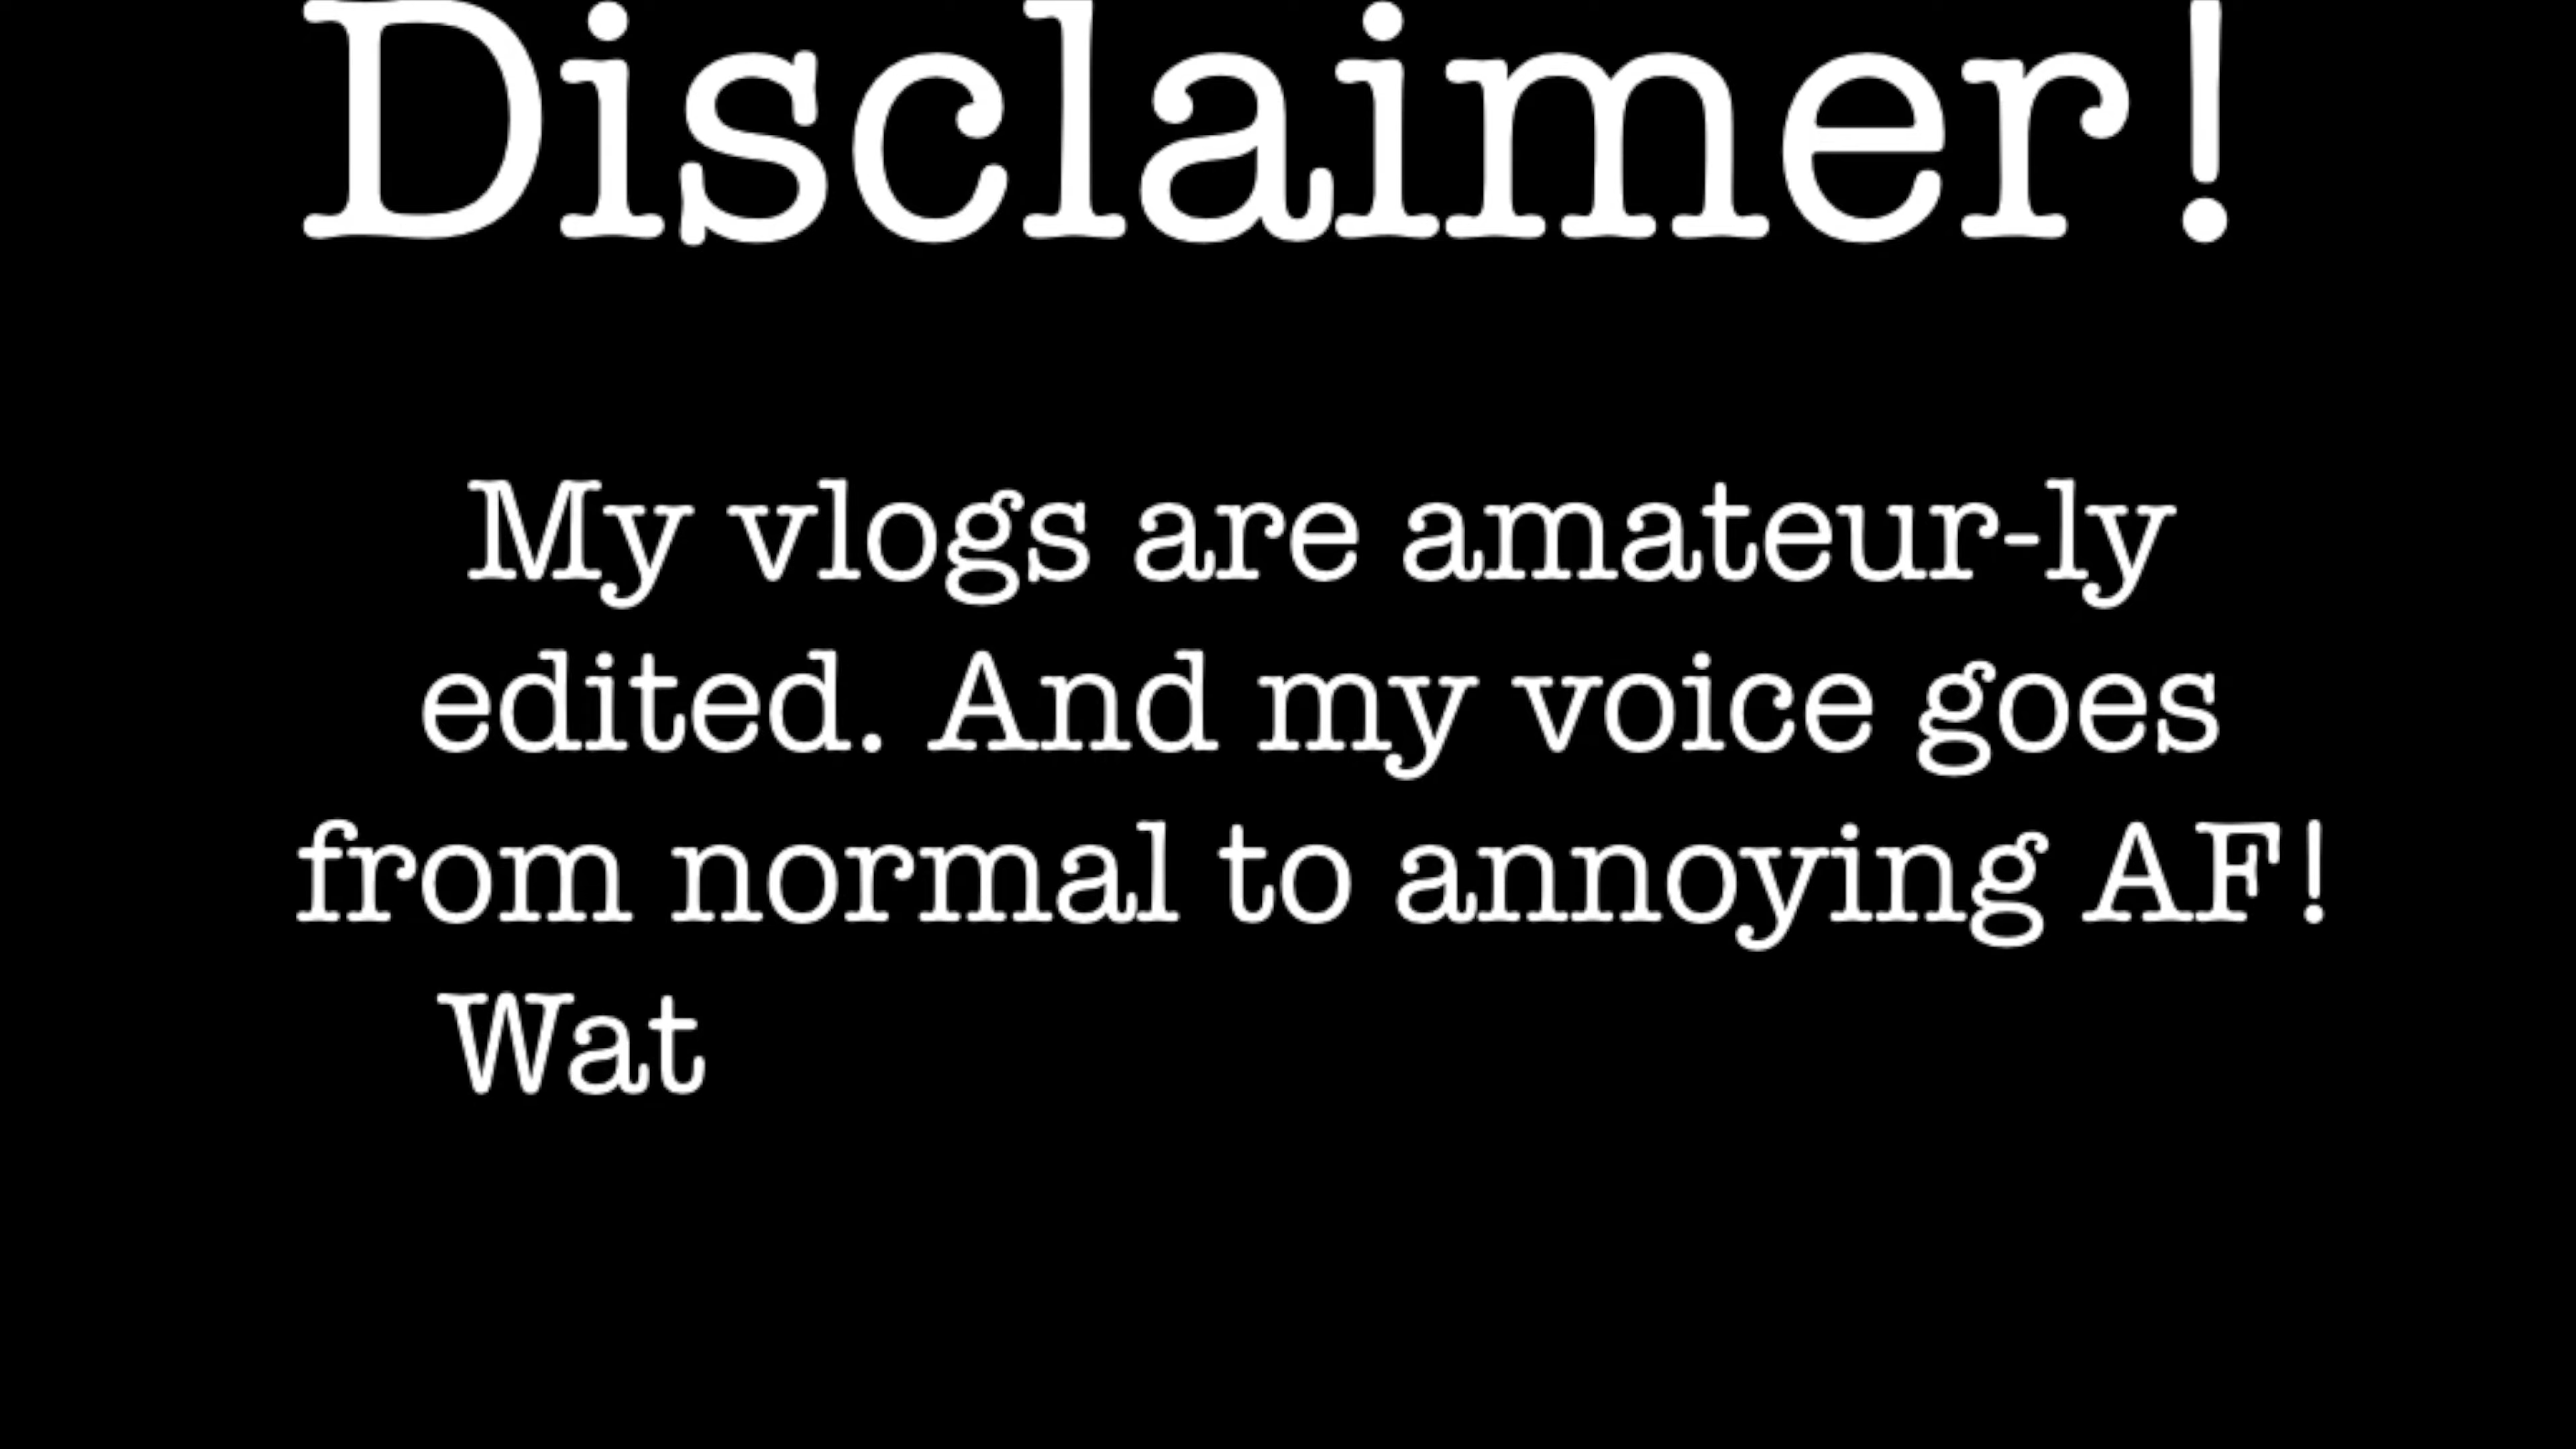 Disclaimer!
My vlogs are amateur-ly
edited. And my voice goes
from normal to annoying AF!
Wat